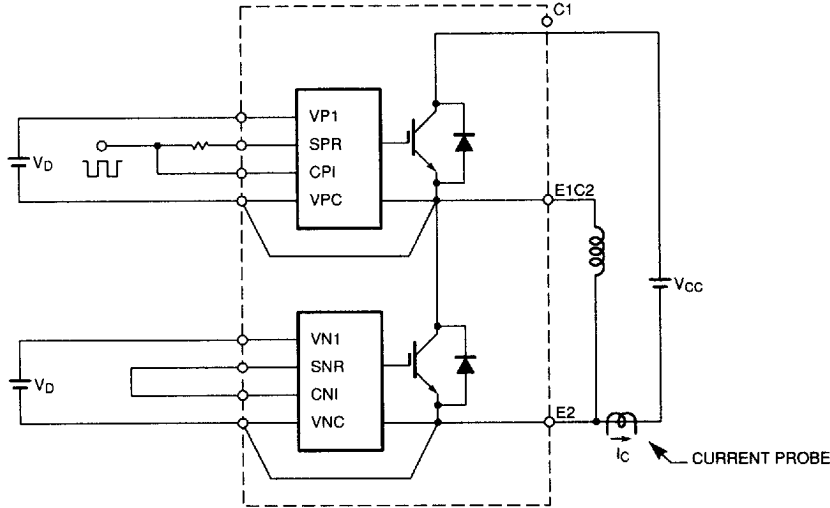 C1
VP1
SPR
CPI
VPC
VD
E1C2
VCC
VN1
SNR
CNI
VNC
VD
E2
IC
CURRENT PROBE